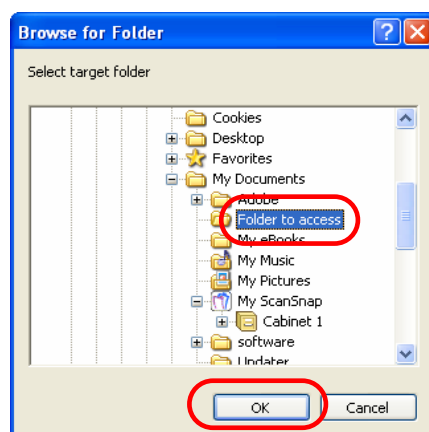 Browse for Folder
Select target folder
Cookies
Desktop
Favorites
My Documents
Adobe
Folder to access
My eBooks
My Music
My Pictures
My ScanSnap
Cabinet 1
software
Updater
OK
Cancel